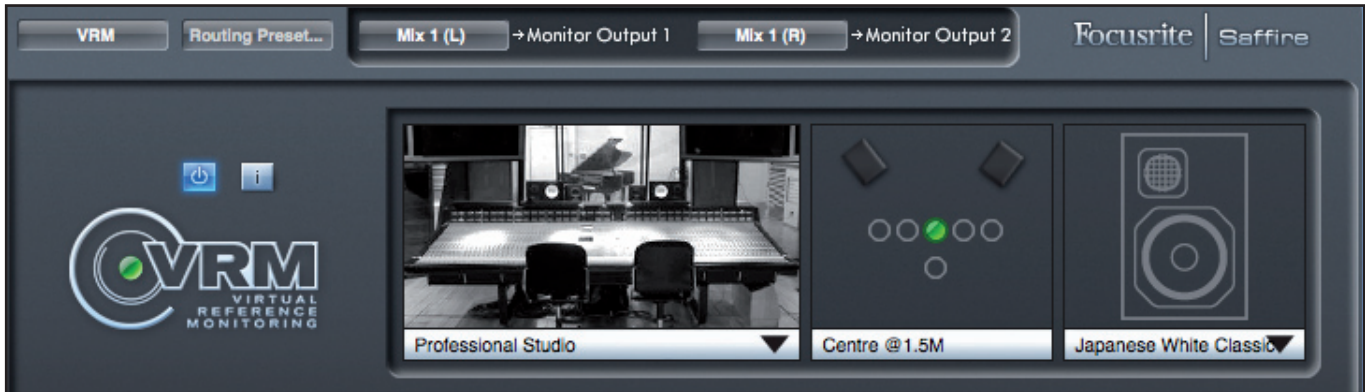 VRM
Routing Preset...
Mix 1 (L)
→Monitor Output 1
Mix 1 (R)
→Monitor Output 2
Focusrite
Saffire
i
VRM
VIRTUAL
REFERENCE
MONITORING
Professional Studio
Centre @1.5M
Japanese White Classic